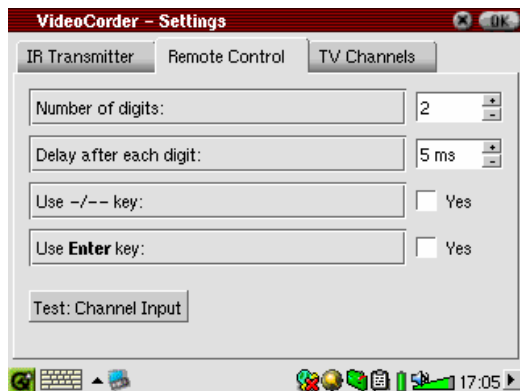 VideoCorder – Settings
OK
IR Transmitter
Remote Control
TV Channels
Number of digits:
2
Delay after each digit:
5 ms
Use -/-- key:
Yes
Use Enter key:
Yes
Test: Channel Input
17:05